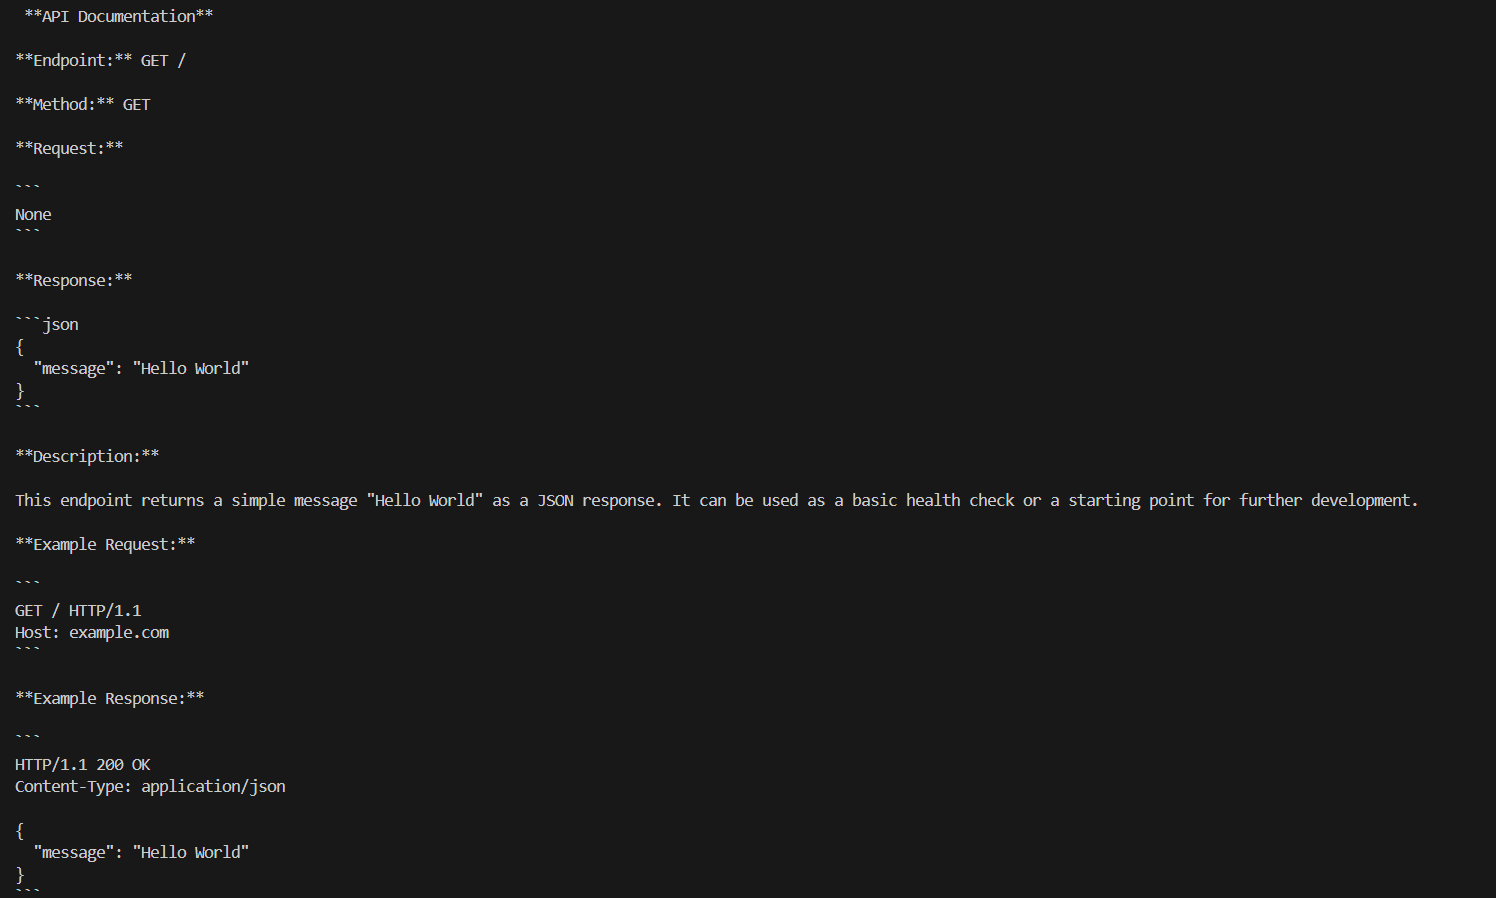 **API Documentation**
**Endpoint:** GET /
**Method:** GET
**Request:**
```
None
```
**Response:**
```json
{
  "message": "Hello World"
}
```
**Description:**
This endpoint returns a simple message "Hello World" as a JSON response. It can be used as a basic health check or a starting point for further development.
**Example Request:**
```
GET / HTTP/1.1
Host: example.com
```
**Example Response:**
```
HTTP/1.1 200 OK
Content-Type: application/json
{
  "message": "Hello World"
}
```